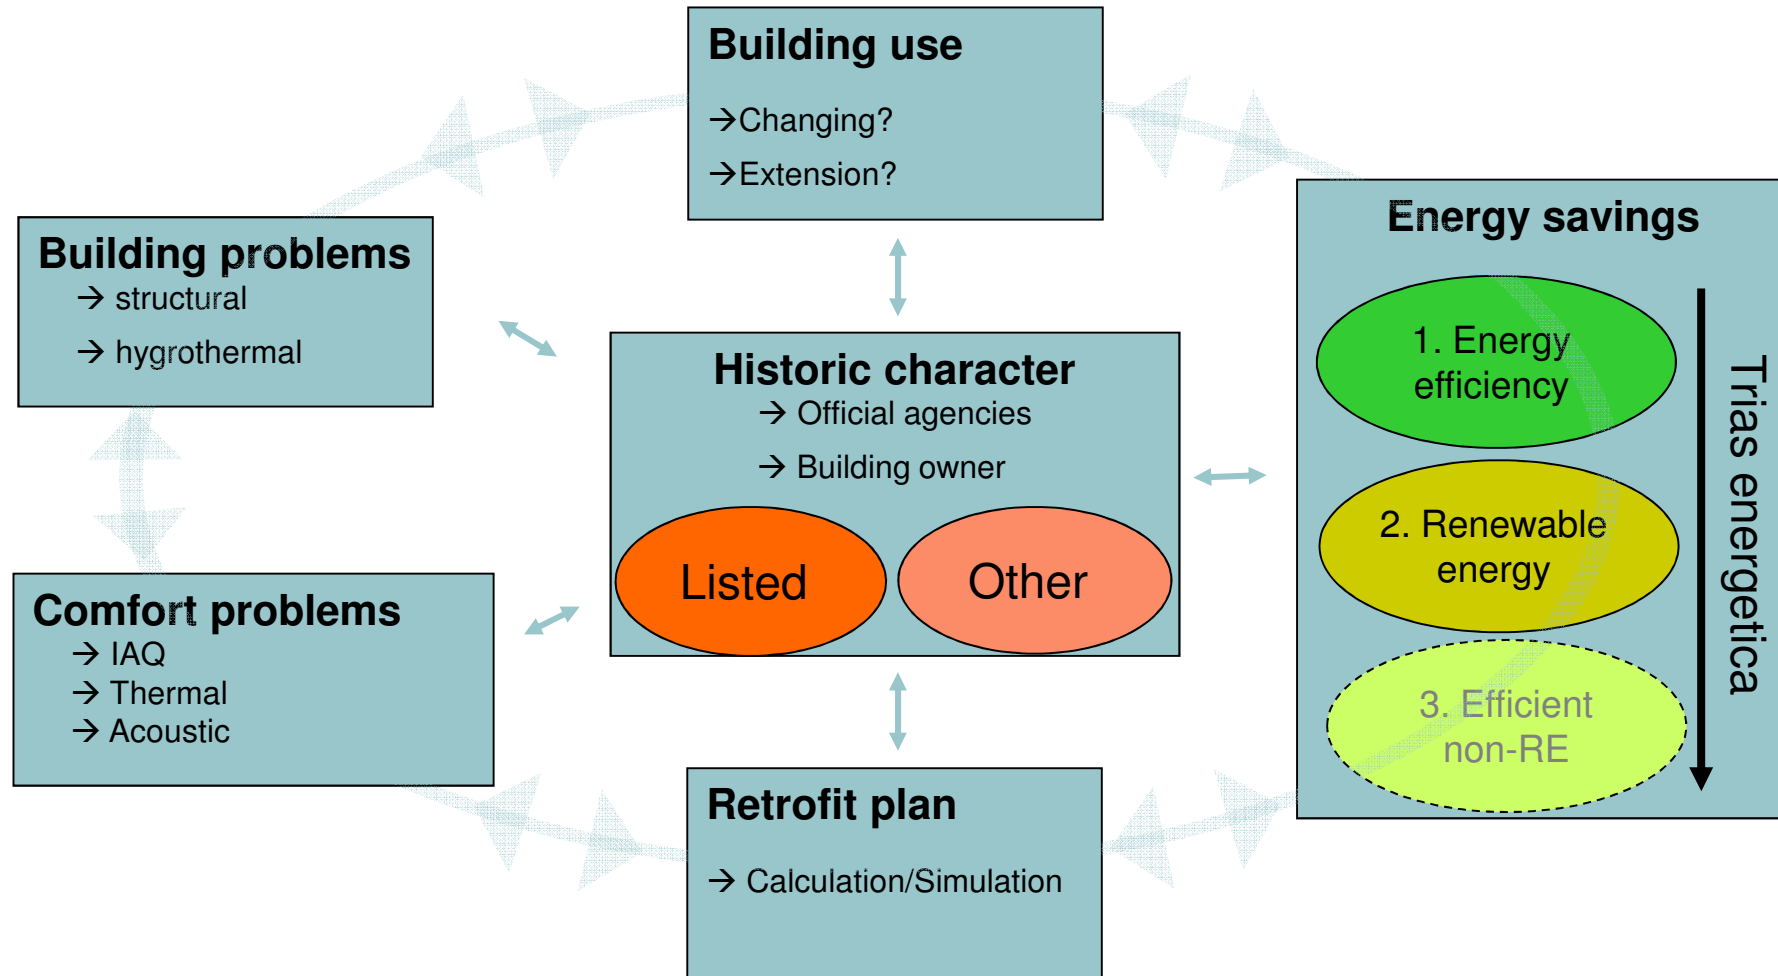 Building use
→Changing?
→Extension?
Building problems
→ structural
→ hygrothermal
Historic character
→ Official agencies
→ Building owner
Listed
Other
Energy savings
1. Energy
efficiency
2. Renewable
energy
3. Efficient
non-RE
Trias energetica
Comfort problems
→ IAQ
→ Thermal
→ Acoustic
Retrofit plan
→ Calculation/Simulation